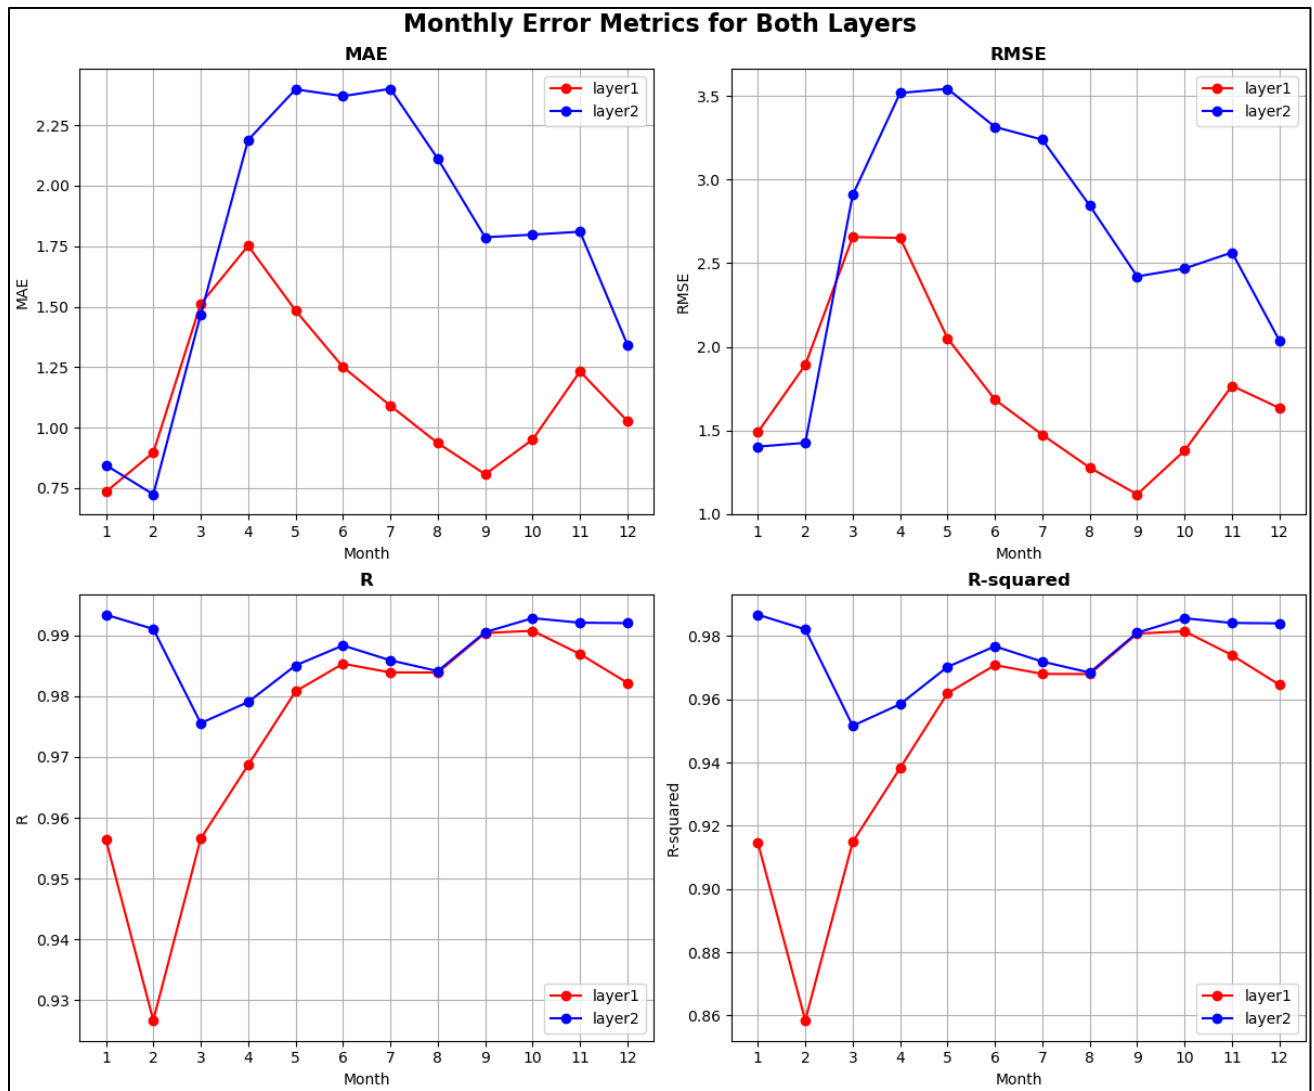 Monthly Error Metrics for Both Layers
MAE
layer1
layer2
2.25
2.00
1.75
1.50
1.25
1.00
0.75
MAE
1 2 3 4 5 6 7 8 9 10 11 12
Month
RMSE
layer1
layer2
3.5
3.0
2.5
2.0
1.5
1.0
RMSE
1 2 3 4 5 6 7 8 9 10 11 12
Month
R
0.99
0.98
0.97
0.96
0.95
0.94
0.93
R
layer1
layer2
1 2 3 4 5 6 7 8 9 10 11 12
Month
R-squared
0.98
0.96
0.94
0.92
0.90
0.88
0.86
R-squared
layer1
layer2
1 2 3 4 5 6 7 8 9 10 11 12
Month